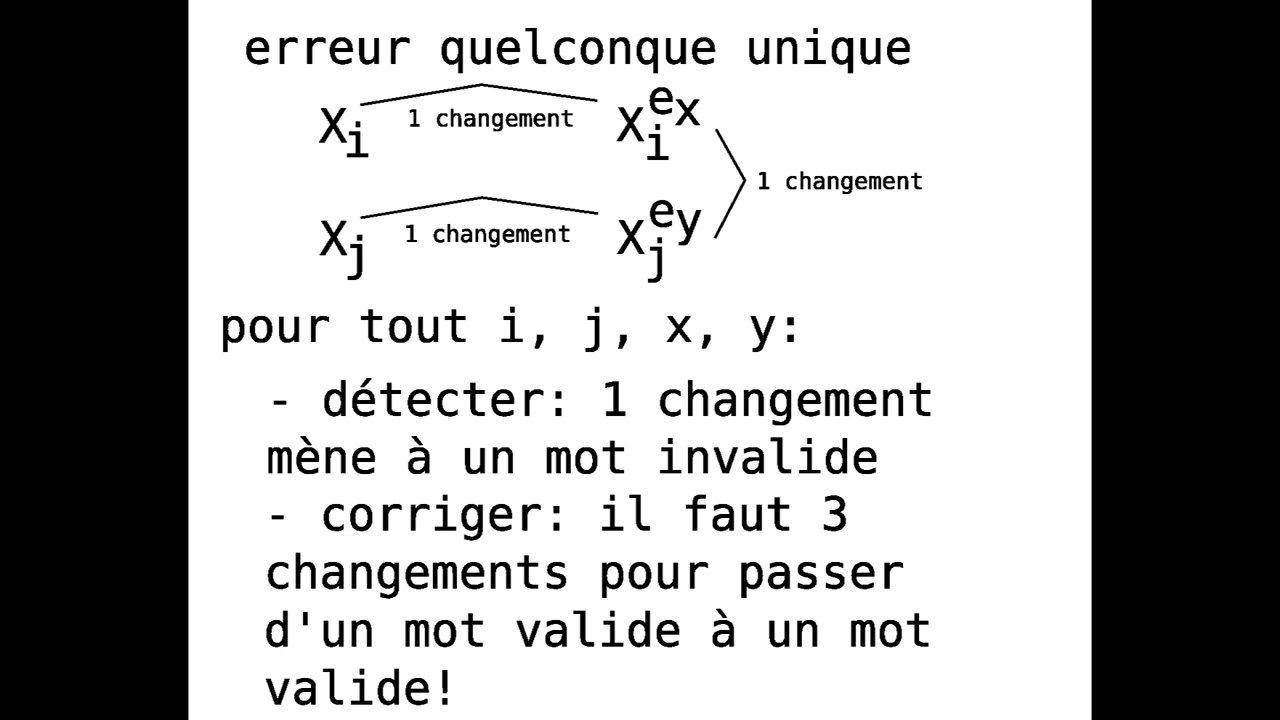 erreur quelconque unique
Xi 1 changement Xi^ex
1 changement
Xj 1 changement Xj^ey
pour tout i, j, x, y:
- détecter: 1 changement
mène à un mot invalide
- corriger: il faut 3
changements pour passer
d'un mot valide à un mot
valide!